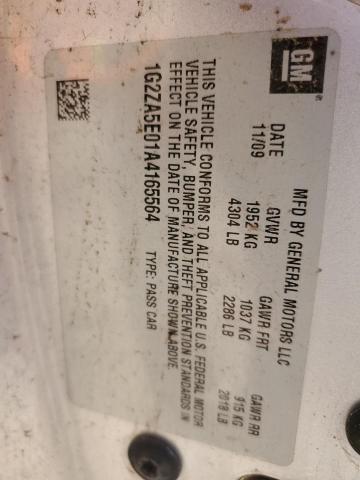 GM
MFD BY GENERAL MOTORS LLC
DATE GVWR GAWR FRT GAWR RR
11/09 1952 KG 1037 KG 915 KG
4304 LB 2286 LB 2018 LB
THIS VEHICLE CONFORMS TO ALL APPLICABLE U.S. FEDERAL MOTOR
VEHICLE SAFETY, BUMPER, AND THEFT PREVENTION STANDARDS IN
EFFECT ON THE DATE OF MANUFACTURE SHOWN ABOVE.
1G2ZA5E01A4165564 TYPE: PASS CAR